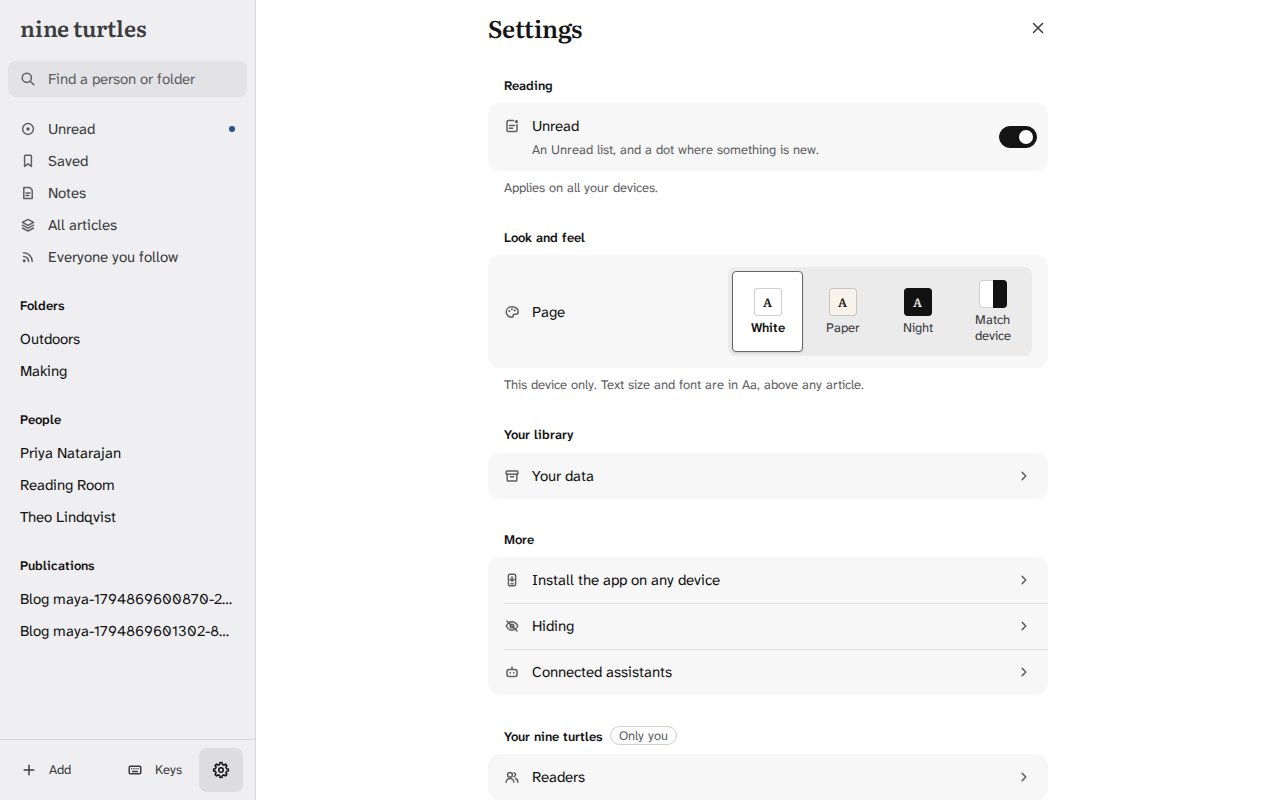 nine turtles
Find a person or folder
Unread
Saved
Notes
All articles
Everyone you follow
Folders
Outdoors
Making
People
Priya Natarajan
Reading Room
Theo Lindqvist
Publications
Blog maya-1794869600870-2...
Blog maya-1794869601302-8...
Add
Keys
Settings
Reading
Unread
An Unread list, and a dot where something is new.
Applies on all your devices.
Look and feel
Page
A
White
A
Paper
A
Night
Match
device
This device only. Text size and font are in Aa, above any article.
Your library
Your data
More
Install the app on any device
Hiding
Connected assistants
Your nine turtles Only you
Readers